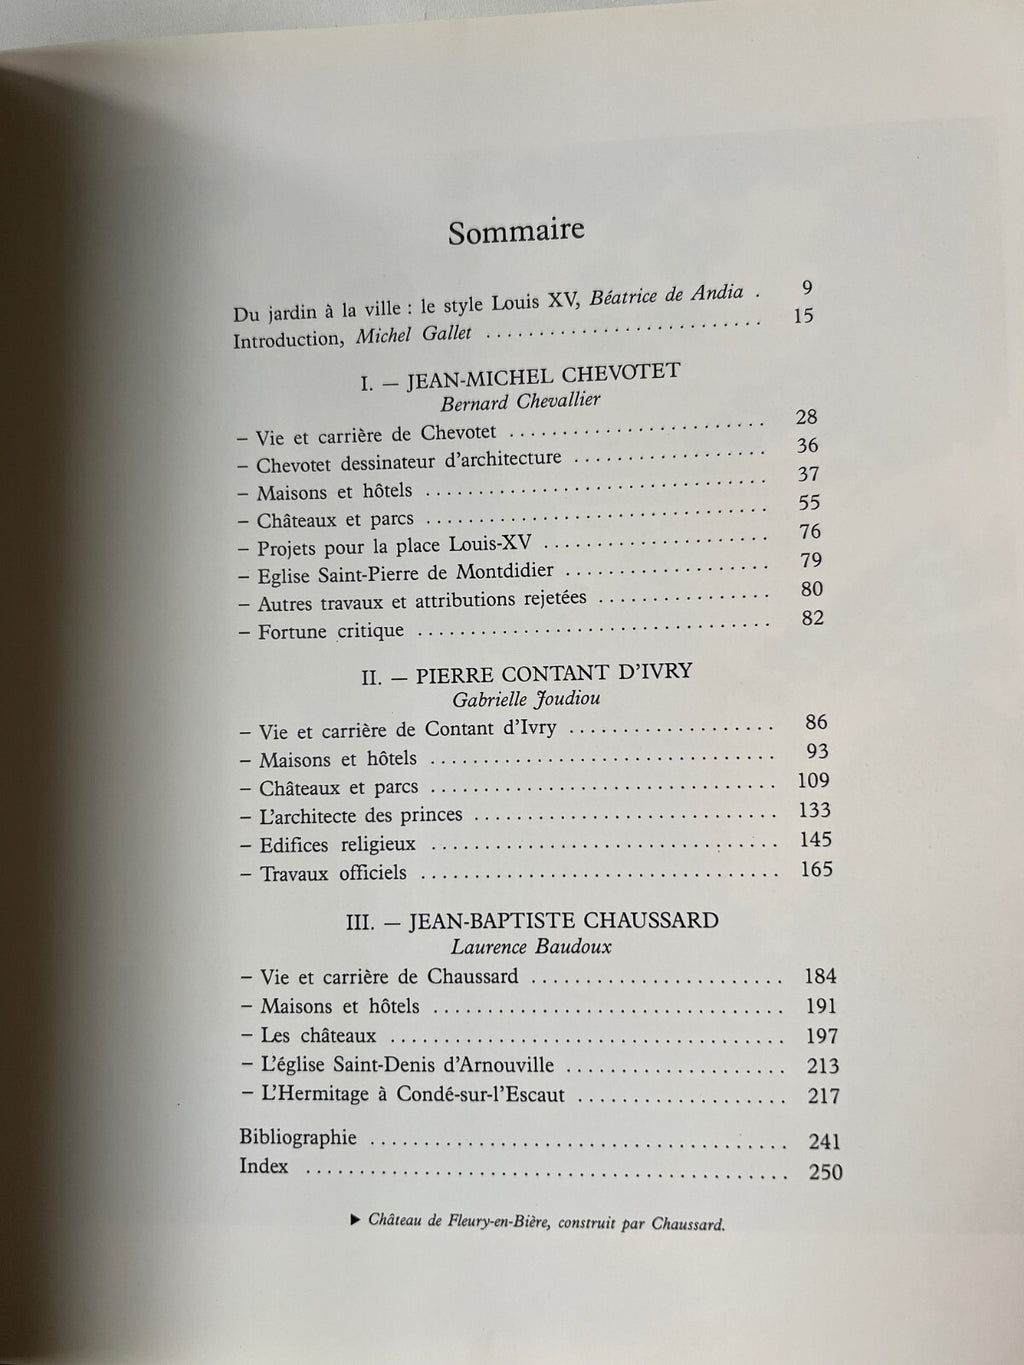 Sommaire
Du jardin à la ville : le style Louis XV, Béatrice de Andia . 9
Introduction, Michel Gallet .......................... 15
I. — JEAN-MICHEL CHEVOTET
Bernard Chevallier
– Vie et carrière de Chevotet ........................ 28
– Chevotet dessinateur d'architecture .................. 36
– Maisons et hôtels ................................ 37
– Châteaux et parcs ................................ 55
– Projets pour la place Louis-XV ..................... 76
– Eglise Saint-Pierre de Montdidier ................... 79
– Autres travaux et attributions rejetées ................ 80
– Fortune critique ................................. 82
II. — PIERRE CONTANT D'IVRY
Gabrielle Joudiou
– Vie et carrière de Contant d'Ivry .................... 86
– Maisons et hôtels ................................ 93
– Châteaux et parcs ................................ 109
– L'architecte des princes ............................ 133
– Edifices religieux ................................ 145
– Travaux officiels ................................. 165
III. — JEAN-BAPTISTE CHAUSSARD
Laurence Baudoux
– Vie et carrière de Chaussard ........................ 184
– Maisons et hôtels ................................ 191
– Les châteaux .................................... 197
– L'église Saint-Denis d'Arnouville .................... 213
– L'Hermitage à Condé-sur-l'Escaut ................... 217
Bibliographie ...................................... 241
Index ............................................ 250
▶ Château de Fleury-en-Bière, construit par Chaussard.